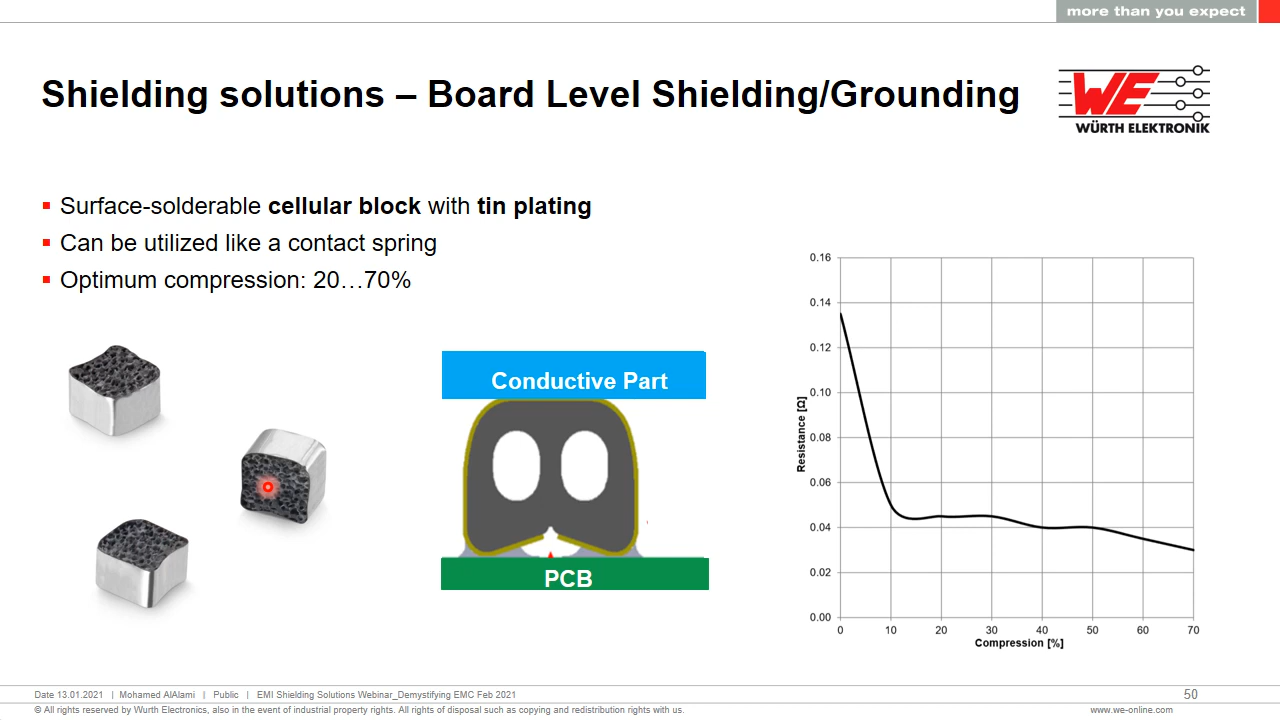 more than you expect
Shielding solutions – Board Level Shielding/Grounding
WE
WÜRTH ELEKTRONIK
Surface-solderable cellular block with tin plating
Can be utilized like a contact spring
Optimum compression: 20…70%
Conductive Part
PCB
0.16
0.14
0.12
0.10
0.08
0.06
0.04
0.02
0.00
Resistance [Ω]
0 10 20 30 40 50 60 70
Compression [%]
Date 13.01.2021 | Mohamed AlAlami | Public | EMI Shielding Solutions Webinar_Demystifying EMC Feb 2021
50
© All rights reserved by Wurth Electronics, also in the event of industrial property rights. All rights of disposal such as copying and redistribution rights with us.
www.we-online.com